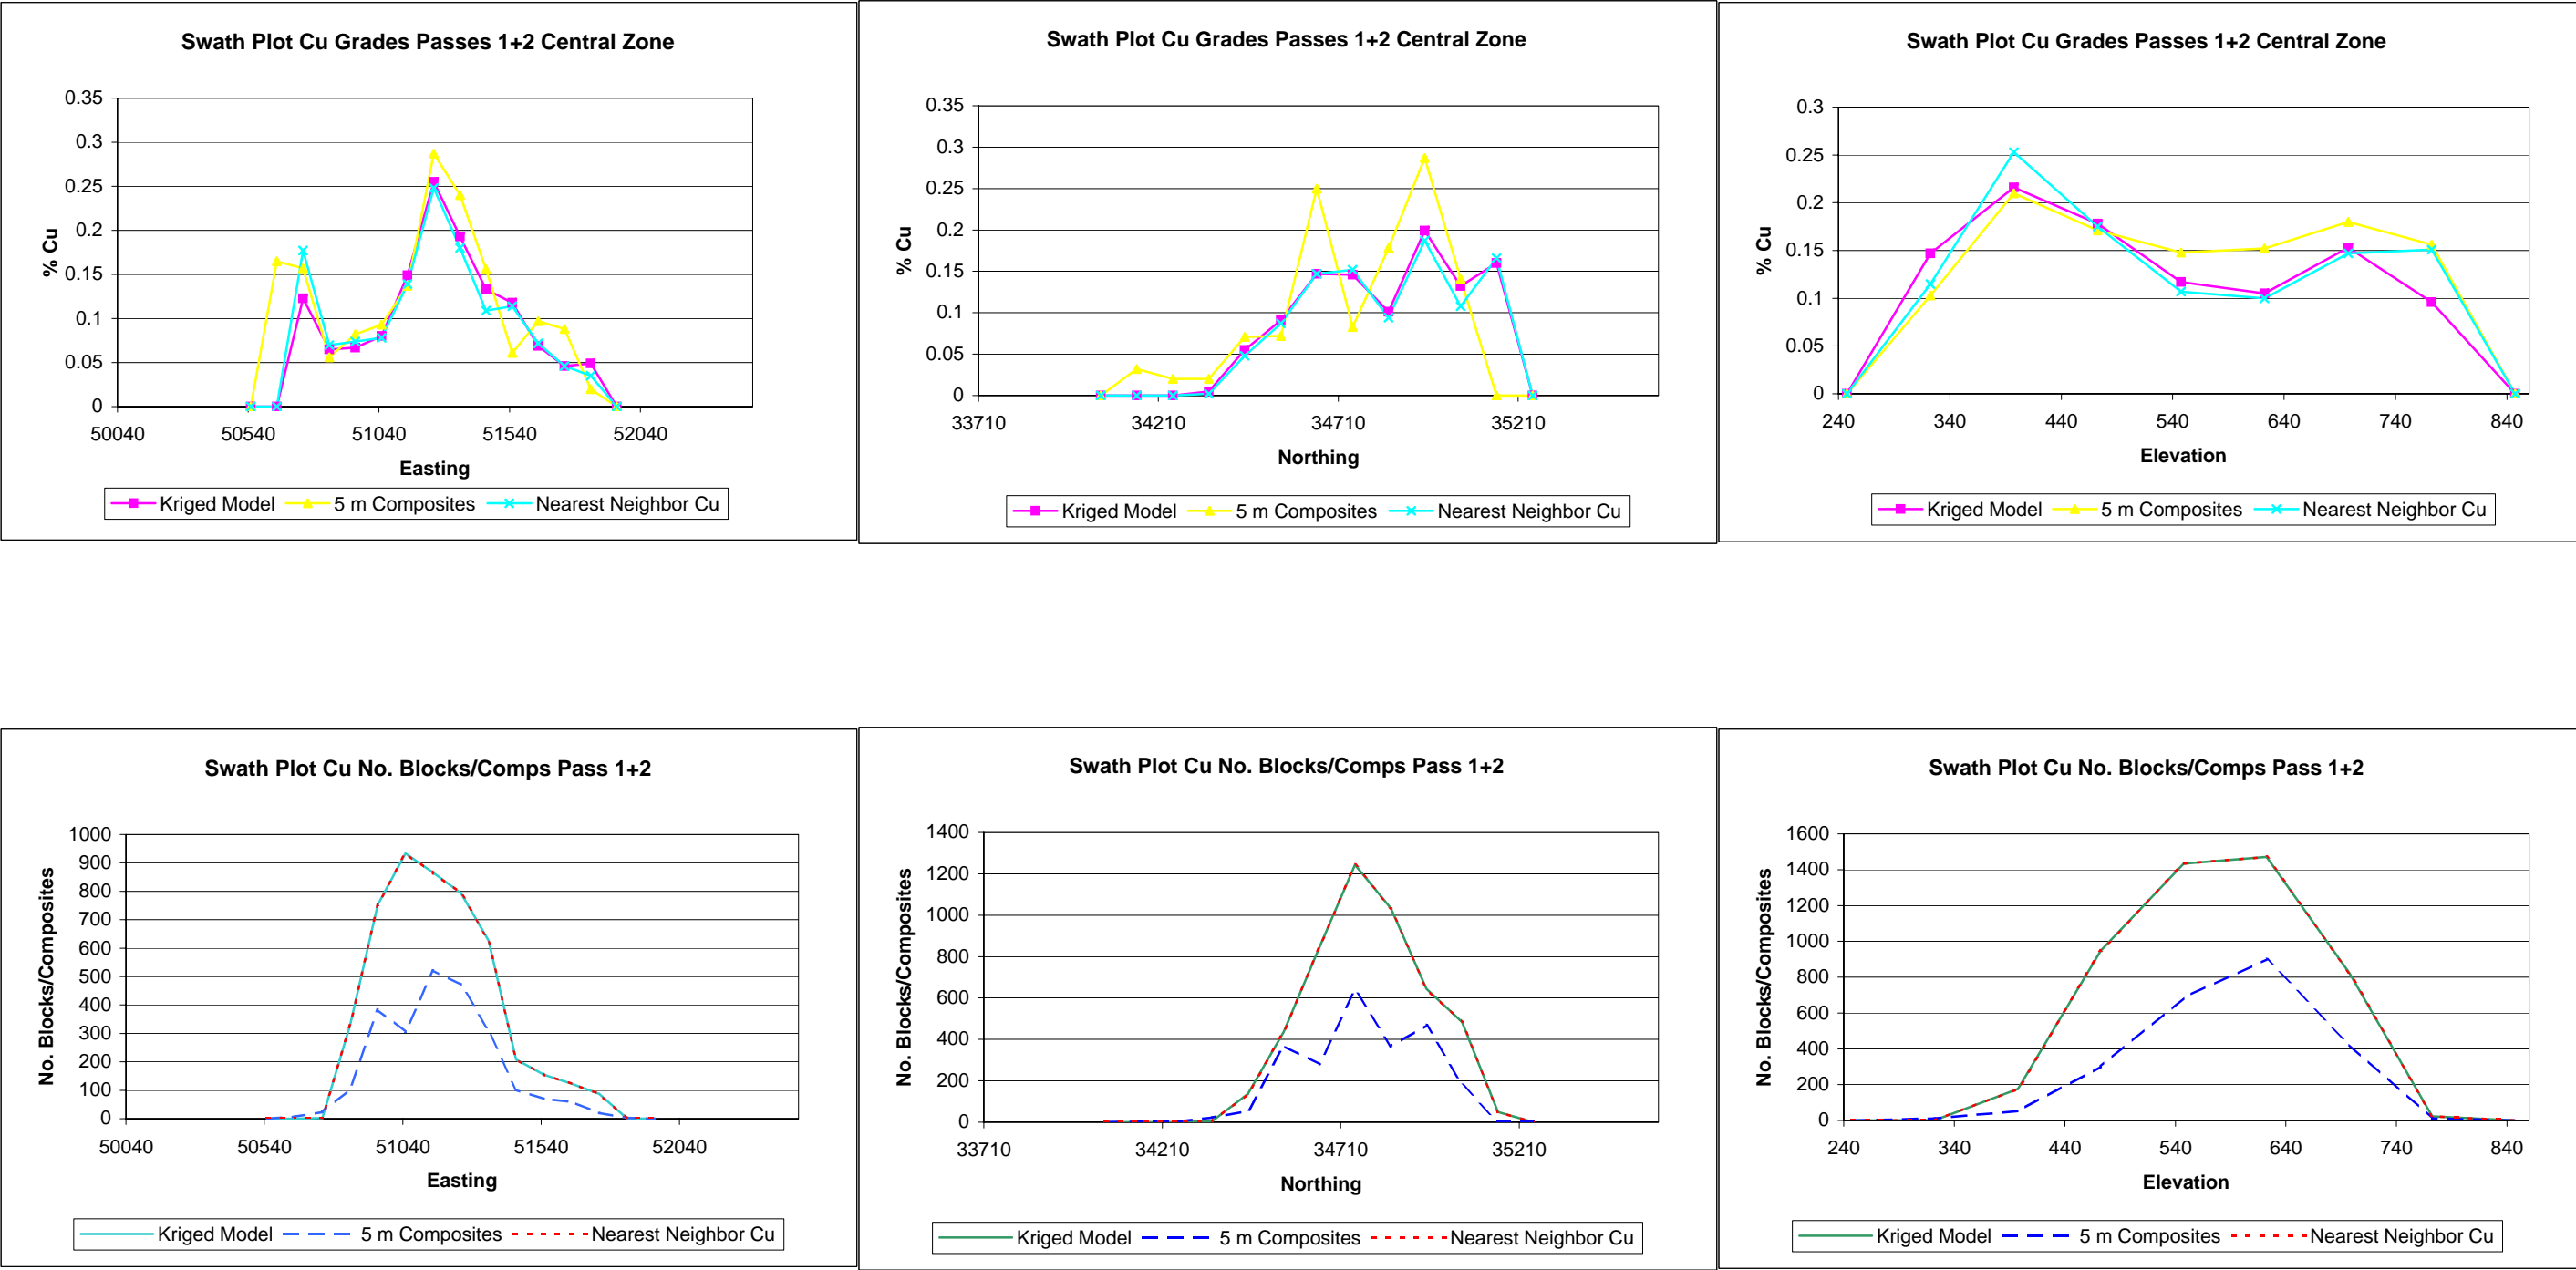 Swath Plot Cu Grades Passes 1+2 Central Zone
0.35
0.3
0.25
0.2
0.15
0.1
0.05
0
% Cu
50040 50540 51040 51540 52040
Easting
Kriged Model 5 m Composites Nearest Neighbor Cu
Swath Plot Cu Grades Passes 1+2 Central Zone
0.35
0.3
0.25
0.2
0.15
0.1
0.05
0
% Cu
33710 34210 34710 35210
Northing
Kriged Model 5 m Composites Nearest Neighbor Cu
Swath Plot Cu Grades Passes 1+2 Central Zone
0.3
0.25
0.2
0.15
0.1
0.05
0
% Cu
240 340 440 540 640 740 840
Elevation
Kriged Model 5 m Composites Nearest Neighbor Cu
Swath Plot Cu No. Blocks/Comps Pass 1+2
1000
900
800
700
600
500
400
300
200
100
0
No. Blocks/Composites
50040 50540 51040 51540 52040
Easting
Kriged Model 5 m Composites Nearest Neighbor Cu
Swath Plot Cu No. Blocks/Comps Pass 1+2
1400
1200
1000
800
600
400
200
0
No. Blocks/Composites
33710 34210 34710 35210
Northing
Kriged Model 5 m Composites Nearest Neighbor Cu
Swath Plot Cu No. Blocks/Comps Pass 1+2
1600
1400
1200
1000
800
600
400
200
0
No. Blocks/Composites
240 340 440 540 640 740 840
Elevation
Kriged Model 5 m Composites Nearest Neighbor Cu